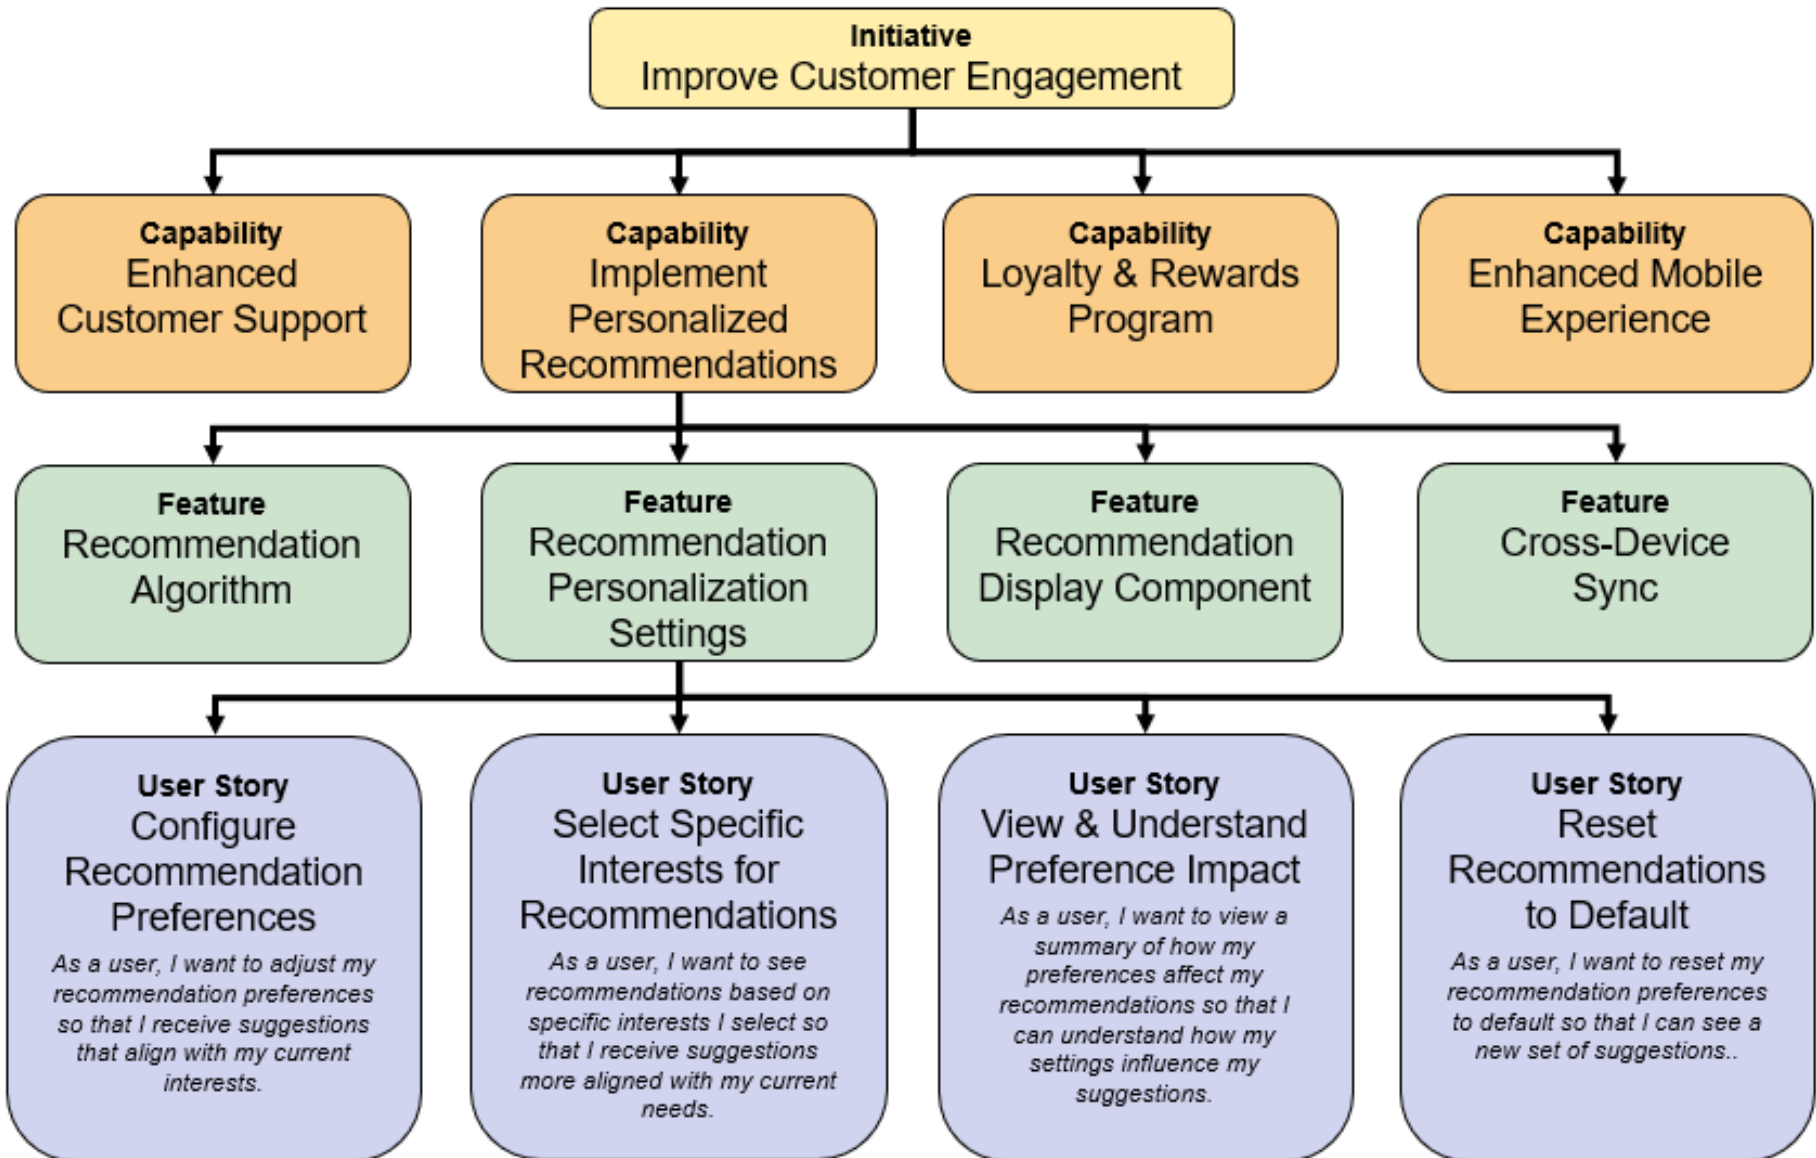 Initiative
Improve Customer Engagement
Capability
Enhanced
Customer Support
Capability
Implement
Personalized
Recommendations
Capability
Loyalty & Rewards
Program
Capability
Enhanced Mobile
Experience
Feature
Recommendation
Algorithm
Feature
Recommendation
Personalization
Settings
Feature
Recommendation
Display Component
Feature
Cross-Device
Sync
User Story
Configure
Recommendation
Preferences
As a user, I want to adjust my
recommendation preferences
so that I receive suggestions
that align with my current
interests.
User Story
Select Specific
Interests for
Recommendations
As a user, I want to see
recommendations based on
specific interests I select so
that I receive suggestions
more aligned with my current
needs.
User Story
View & Understand
Preference Impact
As a user, I want to view a
summary of how my
preferences affect my
recommendations so that I
can understand how my
settings influence my
suggestions.
User Story
Reset
Recommendations
to Default
As a user, I want to reset my
recommendation preferences
to default so that I can see a
new set of suggestions..